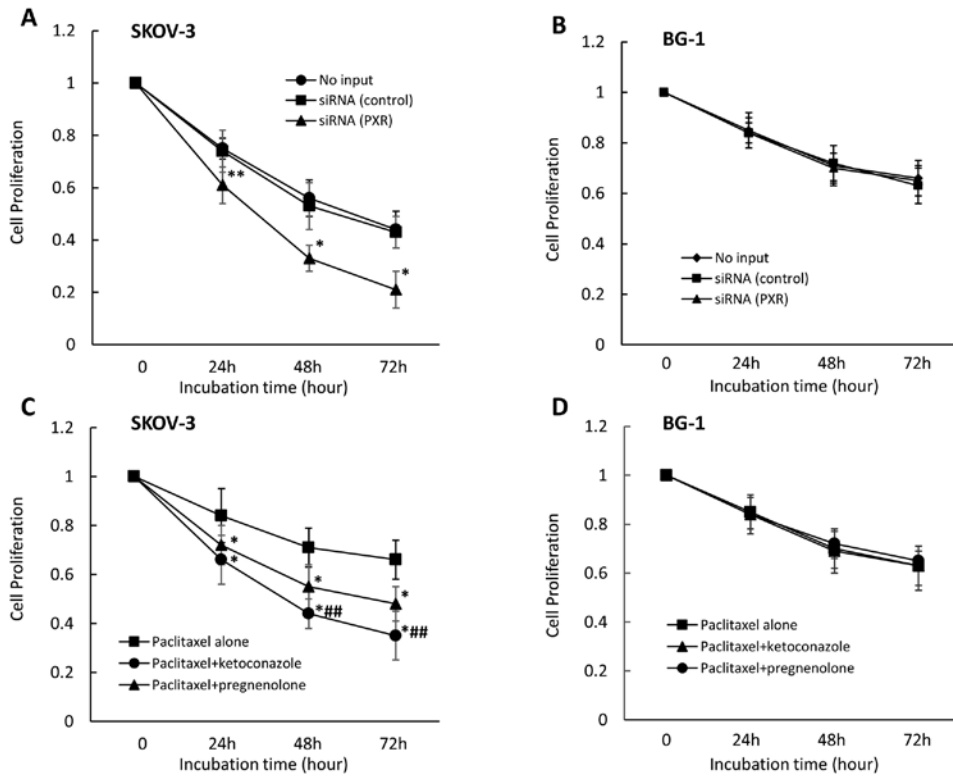 A
SKOV-3
1.2
1
0.8
0.6
0.4
0.2
0
Cell Proliferation
No input
siRNA (control)
siRNA (PXR)
**
*
*
0 24h 48h 72h
Incubation time (hour)
B
BG-1
1.2
1
0.8
0.6
0.4
0.2
0
Cell Proliferation
No input
siRNA (control)
siRNA (PXR)
0 24h 48h 72h
Incubation time (hour)
C
SKOV-3
1.2
1
0.8
0.6
0.4
0.2
0
Cell Proliferation
*
*
*
*##
*
*##
Paclitaxel alone
Paclitaxel+ketoconazole
Paclitaxel+pregnenolone
0 24h 48h 72h
Incubation time (hour)
D
BG-1
1.2
1
0.8
0.6
0.4
0.2
0
Cell Proliferation
Paclitaxel alone
Paclitaxel+ketoconazole
Paclitaxel+pregnenolone
0 24h 48h 72h
Incubation time (hour)